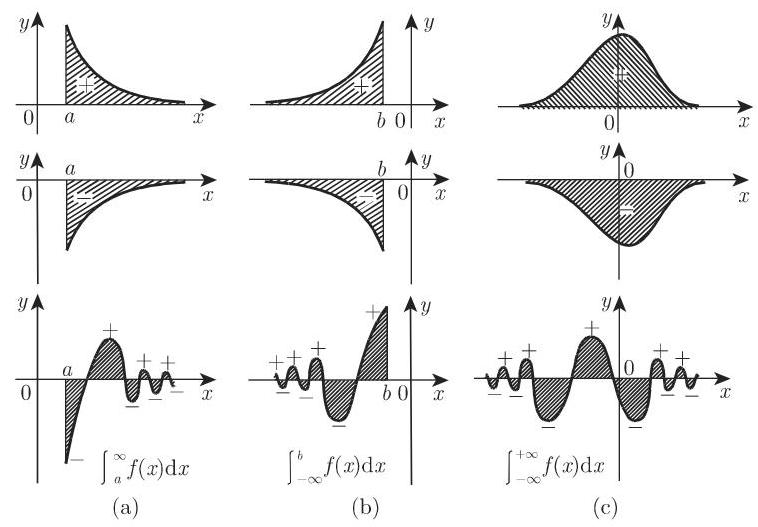 y y y
+ + +
0 a x b 0 x 0 x
y a b y y 0
0 − x − 0 x − x
y y y
+ + + + + + + + + + + +
a 0
0 − − − x − − − b 0 x − − − − − − x
−
∫_a^∞ f(x)dx ∫_{−∞}^b f(x)dx ∫_{−∞}^{+∞} f(x)dx
(a) (b) (c)